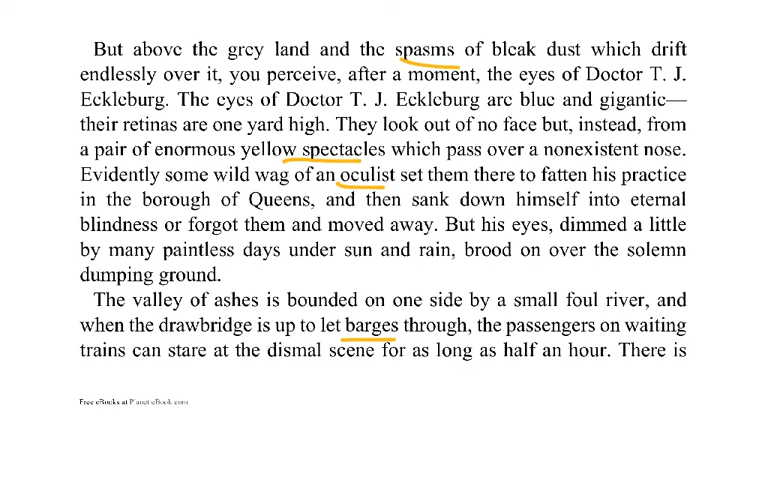 But above the grey land and the spasms of bleak dust which drift
endlessly over it, you perceive, after a moment, the eyes of Doctor T. J.
Eckleburg. The eyes of Doctor T. J. Eckleburg are blue and gigantic—
their retinas are one yard high. They look out of no face but, instead, from
a pair of enormous yellow spectacles which pass over a nonexistent nose.
Evidently some wild wag of an oculist set them there to fatten his practice
in the borough of Queens, and then sank down himself into eternal
blindness or forgot them and moved away. But his eyes, dimmed a little
by many paintless days under sun and rain, brood on over the solemn
dumping ground.
The valley of ashes is bounded on one side by a small foul river, and
when the drawbridge is up to let barges through, the passengers on waiting
trains can stare at the dismal scene for as long as half an hour. There is
Free eBooks at Planet eBook.com